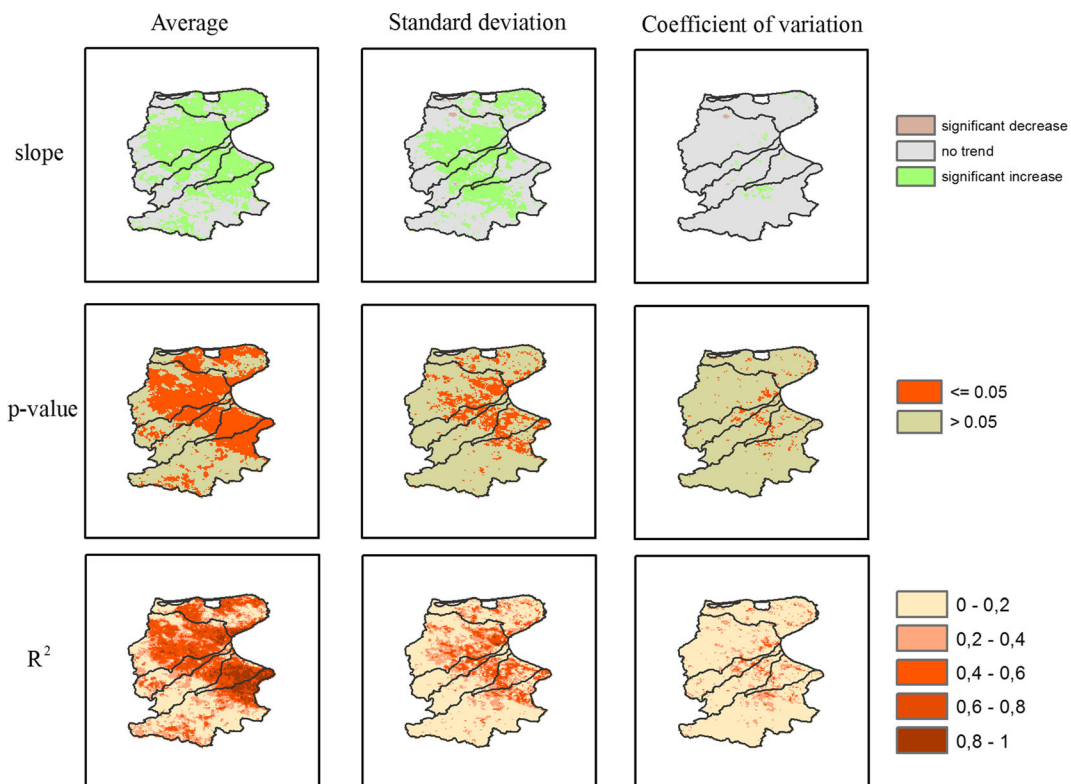 Average
Standard deviation
Coefficient of variation
slope
significant decrease
no trend
significant increase
p-value
<= 0.05
> 0.05
R²
0 - 0,2
0,2 - 0,4
0,4 - 0,6
0,6 - 0,8
0,8 - 1